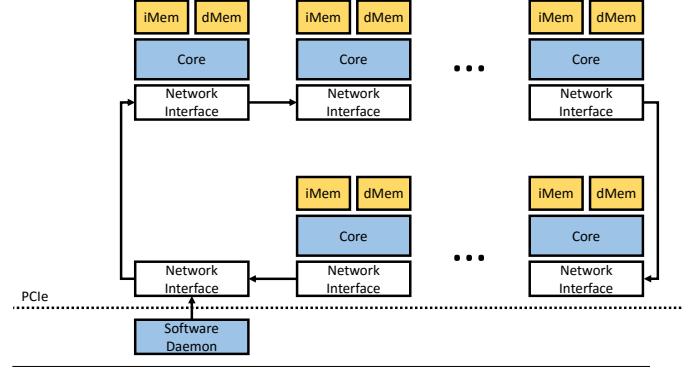 iMem dMem iMem dMem iMem dMem
Core Core ... Core
Network Interface Network Interface Network Interface
iMem dMem iMem dMem
Core Core
...
Network Interface Network Interface Network Interface
PCIe
Software
Daemon